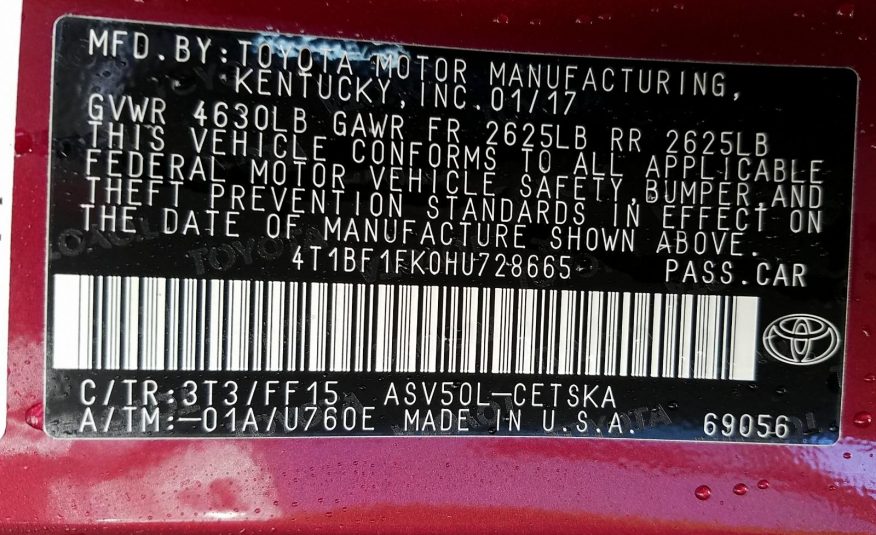 MFD.BY:TOYOTA MOTOR MANUFACTURING,
KENTUCKY,INC.01/17
GVWR 4630LB GAWR FR 2625LB RR 2625LB
THIS VEHICLE CONFORMS TO ALL APPLICABLE
FEDERAL MOTOR VEHICLE SAFETY,BUMPER,AND
THEFT PREVENTION STANDARDS IN EFFECT ON
THE DATE OF MANUFACTURE SHOWN ABOVE.
4T1BF1FK0HU728665 PASS.CAR
C/TR:3T3/FF15 ASV50L-CETSKA
A/TM:-01A/U760E MADE IN U.S.A. 69056
TOYOTA